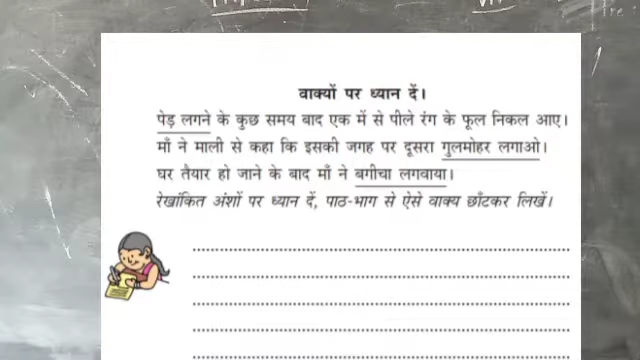 वाक्यों पर ध्यान दें।
पेड़ लगने के कुछ समय बाद एक में से पीले रंग के फूल निकल आए।
माँ ने माली से कहा कि इसकी जगह पर दूसरा गुलमोहर लगाओ।
घर तैयार हो जाने के बाद माँ ने बगीचा लगवाया।
रेखांकित अंशों पर ध्यान दें, पाठ-भाग से ऐसे वाक्य छाँटकर लिखें।